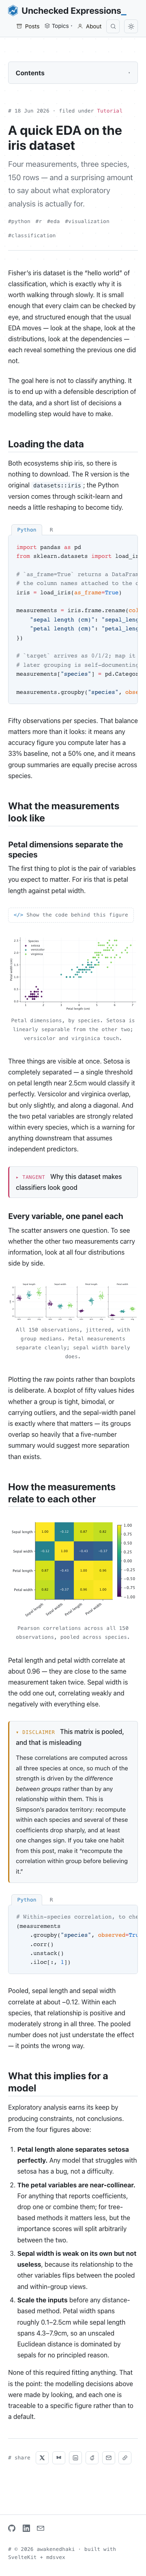 Unchecked Expressions_
Posts Topics About
Contents
# 10 Jun 2026 · filed under Tutorial
A quick EDA on the
iris dataset
Four measurements, three species,
150 rows — and a surprising amount
to say about what exploratory
analysis is actually for.
#python #r #eda #visualization
#classification
Fisher's iris dataset is the "hello world" of
classification, which is exactly why it is
worth walking through slowly. It is small
enough that every claim can be checked by
eye, and structured enough that the usual
EDA moves — look at the shape, look at the
distributions, look at the dependencies —
each reveal something the previous one did
not.
The goal here is not to classify anything. It
is to end up with a defensible description of
the data, and a short list of decisions a
modelling step would have to make.
Loading the data
Both ecosystems ship iris, so there is
nothing to download. The R version is the
original datasets::iris; the Python
version comes through scikit-learn and
needs a little reshaping to be friendly.
Python R
import pandas as pd
from sklearn.datasets import load_ir
# `as_frame=True` returns a DataFram
# the column names attached to the u
iris = load_iris(as_frame=True)
measurements = iris.frame.rename(col
"sepal length (cm)": "sepal_leng
"petal length (cm)": "petal_leng
})
# `target` arrives as 0/1/2; map it
# later grouping is self-documenting
measurements["species"] = pd.Categor
measurements.groupby("species", obse
Fifty observations per species. That balance
matters more than it looks: it means any
accuracy figure you compute later has a
33% baseline, not a 50% one, and it means
group summaries are equally precise across
species.
What the measurements
look like
Petal dimensions separate the
species
The first thing to plot is the pair of variables
you expect to matter. For iris that is petal
length against petal width.
</> Show the code behind this figure
Petal dimensions, by species. Setosa is
linearly separable from the other two;
versicolor and virginica touch.
Three things are visible at once. Setosa is
completely separated — a single threshold
on petal length near 2.5cm would classify it
perfectly. Versicolor and virginica overlap,
but only slightly, and along a diagonal. And
the two petal variables are strongly related
within every species, which is a warning for
anything downstream that assumes
independent predictors.
▸ TANGENT Why this dataset makes
classifiers look good
Every variable, one panel each
The scatter answers one question. To see
whether the other two measurements carry
information, look at all four distributions
side by side.
All 150 observations, jittered, with
group medians. Petal measurements
separate cleanly; sepal width barely
does.
Plotting the raw points rather than boxplots
is deliberate. A boxplot of fifty values hides
whether a group is tight, bimodal, or
carrying outliers, and the sepal-width panel
is exactly where that matters — its groups
overlap so heavily that a five-number
summary would suggest more separation
than exists.
How the measurements
relate to each other
Pearson correlations across all 150
observations, pooled across species.
Petal length and petal width correlate at
about 0.96 — they are close to the same
measurement taken twice. Sepal width is
the odd one out, correlating weakly and
negatively with everything else.
▾ DISCLAIMER This matrix is pooled,
and that is misleading
These correlations are computed across
all three species at once, so much of the
strength is driven by the difference
between groups rather than by any
relationship within them. This is
Simpson's paradox territory: recompute
within each species and several of these
coefficients drop sharply, and at least
one changes sign. If you take one habit
from this post, make it "recompute the
correlation within group before believing
it."
Python R
# Within-species correlation, to che
(measurements
.groupby("species", observed=Tru
.corr()
.unstack()
.iloc[:, 1])
Pooled, sepal length and sepal width
correlate at about −0.12. Within each
species, that relationship is positive and
moderately strong in all three. The pooled
number does not just understate the effect
— it points the wrong way.
What this implies for a
model
Exploratory analysis earns its keep by
producing constraints, not conclusions.
From the four figures above:
1. Petal length alone separates setosa
perfectly. Any model that struggles with
setosa has a bug, not a difficulty.
2. The petal variables are near-collinear.
For anything that reports coefficients,
drop one or combine them; for tree-
based methods it matters less, but the
importance scores will split arbitrarily
between the two.
3. Sepal width is weak on its own but not
useless, because its relationship to the
other variables flips between the pooled
and within-group views.
4. Scale the inputs before any distance-
based method. Petal width spans
roughly 0.1–2.5cm while sepal length
spans 4.3–7.9cm, so an unscaled
Euclidean distance is dominated by
sepals for no principled reason.
None of this required fitting anything. That
is the point: the modelling decisions above
were made by looking, and each one is
traceable to a specific figure rather than to
a default.
# share
# © 2026 awakenedhaki · built with
SvelteKit + mdsvex